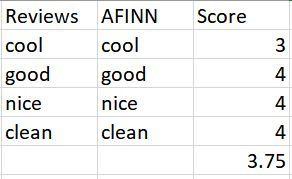 Reviews AFINN Score
cool cool 3
good good 4
nice nice 4
clean clean 4
3.75